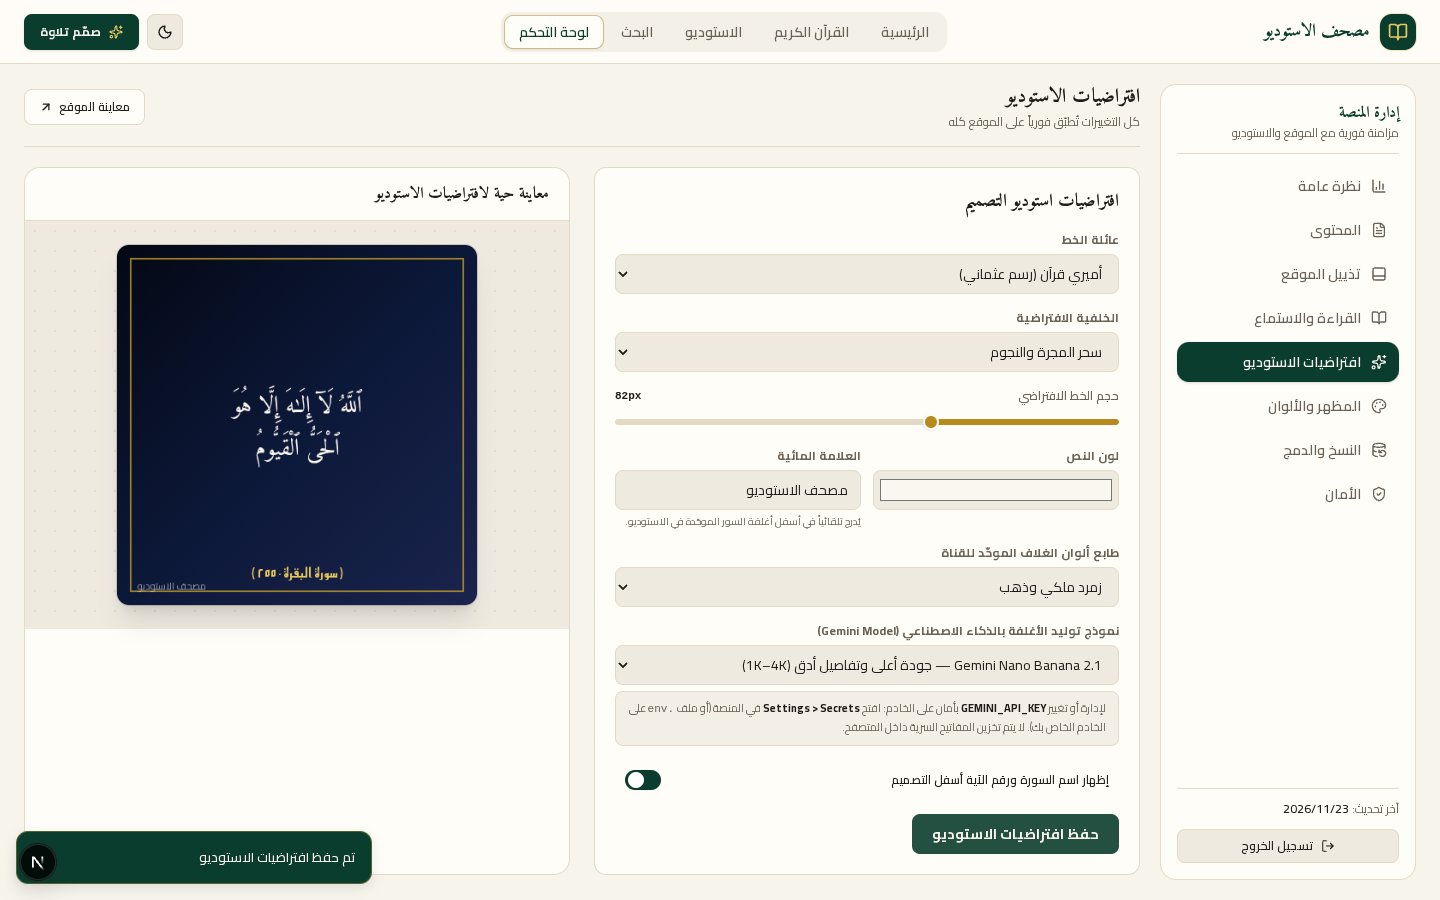 مصحف الاستوديو
الرئيسية
القرآن الكريم
الاستوديو
البحث
لوحة التحكم
صمّم تلاوة
إدارة المنصة
مزامنة فورية مع الموقع والاستوديو
نظرة عامة
المحتوى
تذييل الموقع
القراءة والاستماع
افتراضيات الاستوديو
المظهر والألوان
النسخ والدمج
الأمان
آخر تحديث: 2026/11/23
تسجيل الخروج
افتراضيات الاستوديو
كل التغييرات تُطبّق فورياً على الموقع كله
معاينة الموقع
افتراضيات استوديو التصميم
عائلة الخط
أميري قرآن (رسم عثماني)
الخلفية الافتراضية
سحر المجرة والنجوم
حجم الخط الافتراضي
82px
لون النص
العلامة المائية
مصحف الاستوديو
يُدرج تلقائياً في أسفل أغلفة السور الموحّدة في الاستوديو.
طابع ألوان الغلاف الموحّد للقناة
زمرد ملكي وذهب
نموذج توليد الأغلفة بالذكاء الاصطناعي (Gemini Model)
Gemini Nano Banana 2.1 — جودة أعلى وتفاصيل أدق (1K–4K)
لإدارة أو تغيير GEMINI_API_KEY بأمان على الخادم: افتح Settings > Secrets في المنصة (أو ملف .env على
الخادم الخاص بك). لا يتم تخزين المفاتيح السرية داخل المتصفح.
إظهار اسم السورة ورقم الآية أسفل التصميم
حفظ افتراضيات الاستوديو
معاينة حية لافتراضيات الاستوديو
ٱللَّهُ لَآ إِلَـٰهَ إِلَّا هُوَ
ٱلْحَىُّ ٱلْقَيُّومُ
(سورة البقرة · ٢٥٥)
مصحف الاستوديو
تم حفظ افتراضيات الاستوديو
N